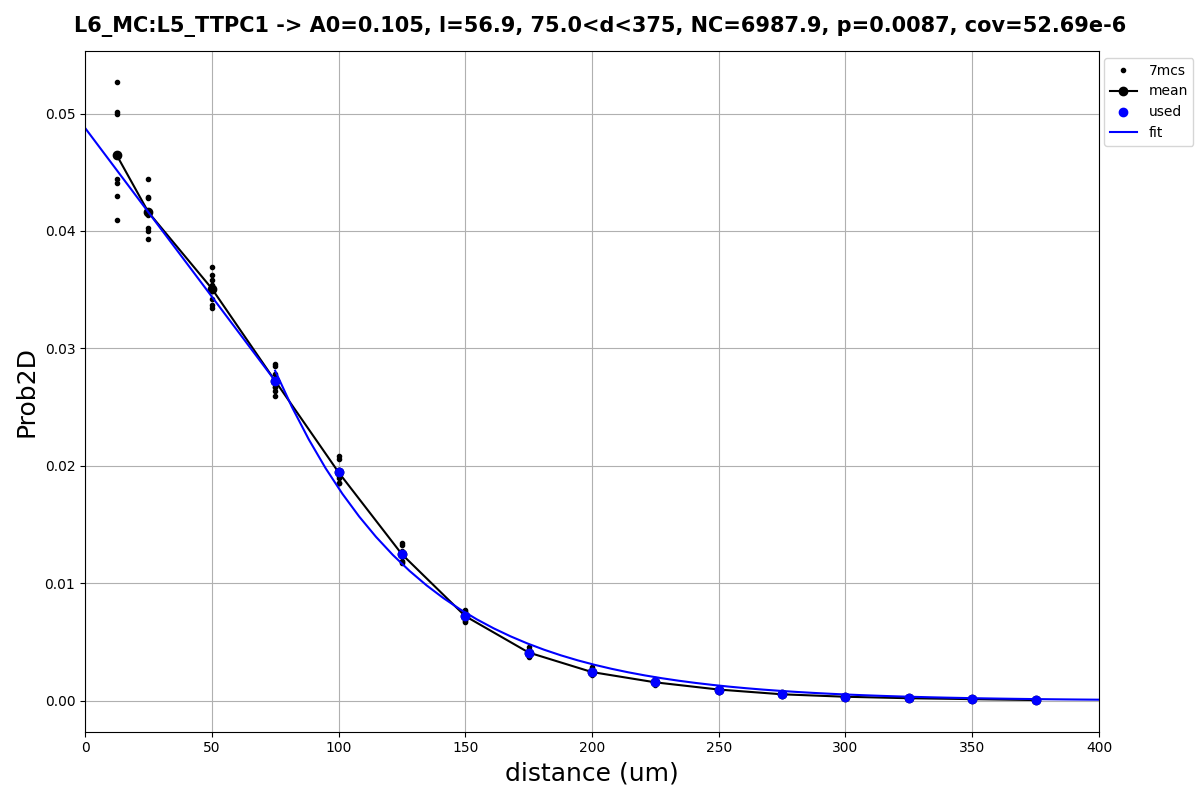 L6_MC:L5_TTPC1 -> A0=0.105, l=56.9, 75.0<d<375, NC=6987.9, p=0.0087, cov=52.69e-6
7mcs
mean
used
fit
0.05
0.04
0.03
0.02
0.01
0.00
Prob2D
0
50
100
150
200
250
300
350
400
distance (um)